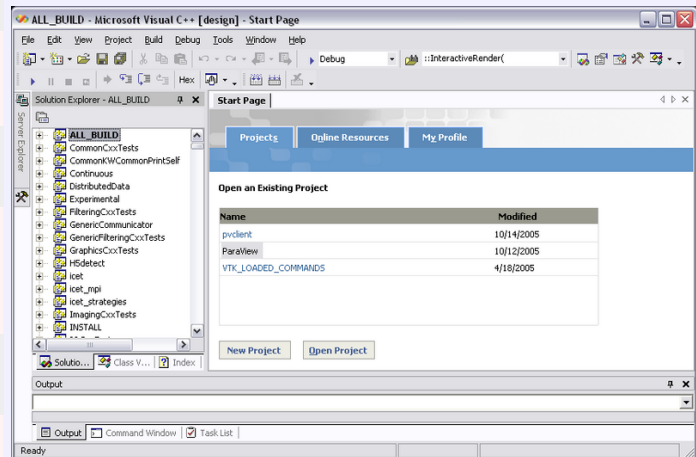 ALL_BUILD - Microsoft Visual C++ [design] - Start Page
File Edit View Project Build Debug Tools Window Help
Debug ::InteractiveRender(
Hex
Server Explorer
Solution Explorer - ALL_BUILD
ALL_BUILD
CommonCxxTests
CommonKWCommonPrintSelf
Continuous
DistributedData
Experimental
FilteringCxxTests
GenericCommunicator
GenericFilteringCxxTests
GraphicsCxxTests
HSdetect
icet
icet_mpi
icet_strategies
ImagingCxxTests
INSTALL
Solutio... Class V... Index
Start Page
Projects Online Resources My Profile
Open an Existing Project
Name Modified
pvclient 10/14/2005
ParaView 10/12/2005
VTK_LOADED_COMMANDS 4/18/2005
New Project Open Project
Output
Output Command Window Task List
Ready